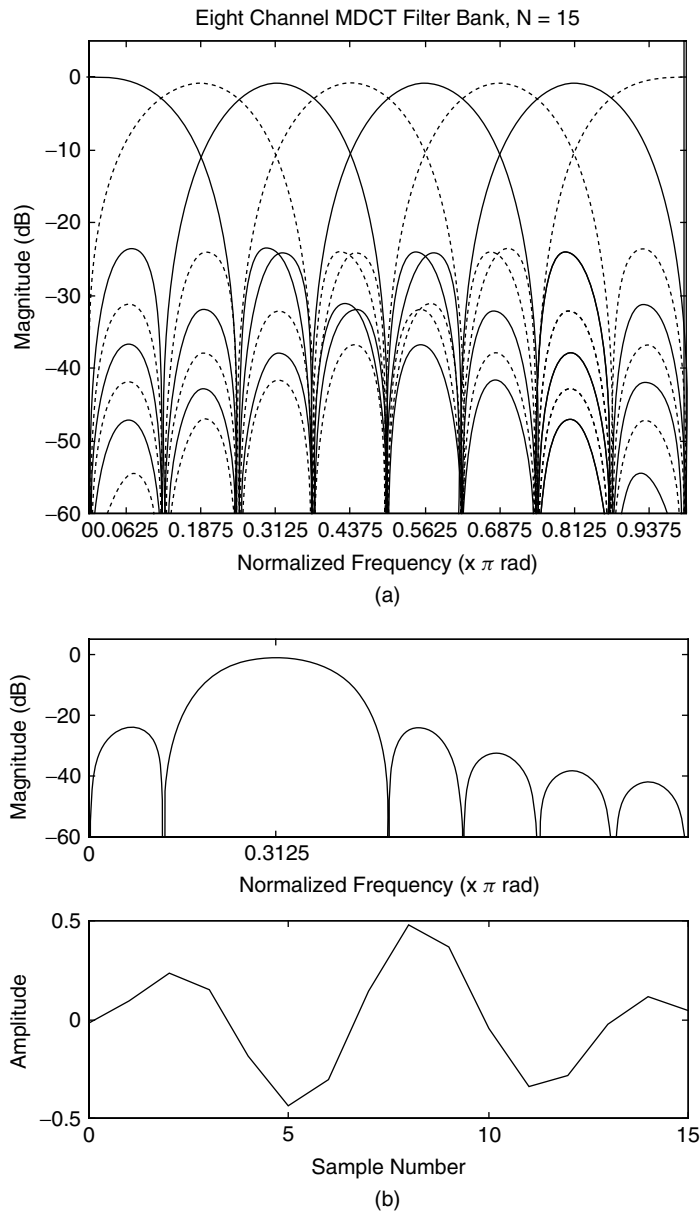 Eight Channel MDCT Filter Bank, N = 15
0
–10
–20
–30
–40
–50
–60
Magnitude (dB)
00.0625 0.1875 0.3125 0.4375 0.5625 0.6875 0.8125 0.9375
Normalized Frequency (x π rad)
(a)
0
–20
–40
–60
Magnitude (dB)
0 0.3125
Normalized Frequency (x π rad)
0.5
0
–0.5
Amplitude
0 5 10 15
Sample Number
(b)